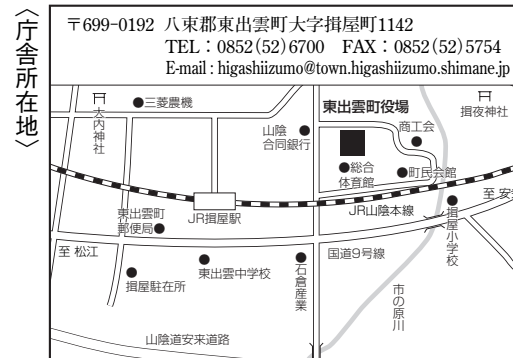 〈庁舎所在地〉
〒699-0192 八束郡東出雲町大字揖屋町1142
TEL：0852(52)6700 FAX：0852(52)5754
E-mail : higashiizumo@town.higashiizumo.shimane.jp
大内神社
三菱農機
山陰
合同銀行
東出雲町役場
商工会
揖夜神社
総合
体育館
町民会館
JR揖屋駅
JR山陰本線
至 安
東出雲町
郵便局
揖屋小学校
至 松江
国道9号線
揖屋駐在所
東出雲中学校
石倉産業
市の原川
山陰道安来道路